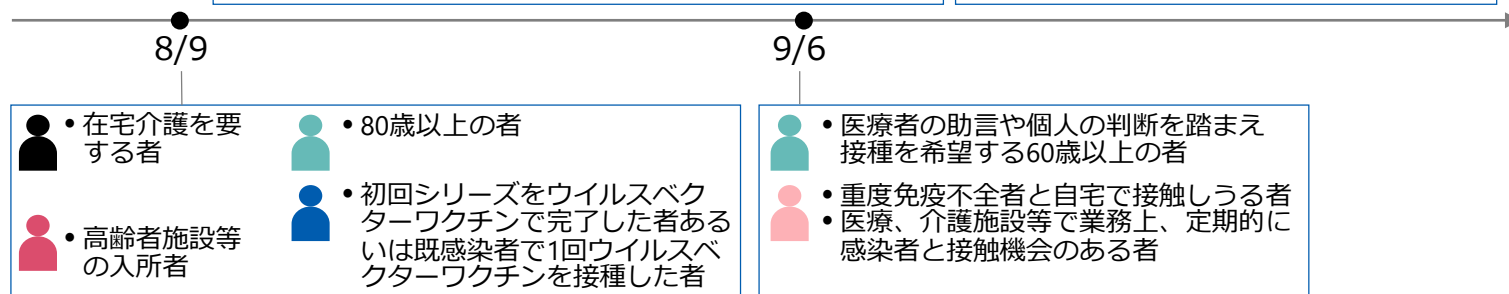 8/9
9/6
• 在宅介護を要
する者
• 80歳以上の者
• 高齢者施設等
の入所者
• 初回シリーズをウイルスベク
ターワクチンで完了した者ある
いは既感染者で1回ウイルスベ
クターワクチンを接種した者
• 医療者の助言や個人の判断を踏まえ
接種を希望する60歳以上の者
• 重度免疫不全者と自宅で接触しうる者
• 医療、介護施設等で業務上、定期的に
感染者と接触機会のある者